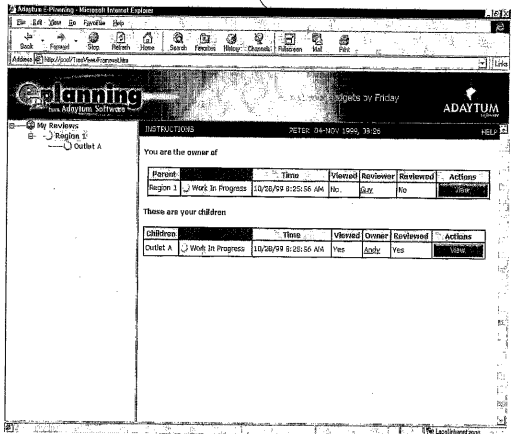 Adaytum E-Planning - Microsoft Internet Explorer
File Edit View Go Favorites Help
Back Forward Stop Refresh Home Search Favorites History Channels Fullscreen Mail Print
Address Links
e-planning
from Adaytum Software
budgets by Friday
ADAYTUM
software
My Reviews
Region 1
Outlet A
INSTRUCTIONS PETER 04-NOV 1999, 08:26 HELP
You are the owner of
Parent Time Viewed Reviewer Reviewed Actions
Region 1 Work In Progress 10/28/99 8:25:56 AM No. Guy No View
These are your children
Children Time Viewed Owner Reviewed Actions
Outlet A Work In Progress 10/28/99 8:25:56 AM Yes Andy Yes View
Local intranet zone